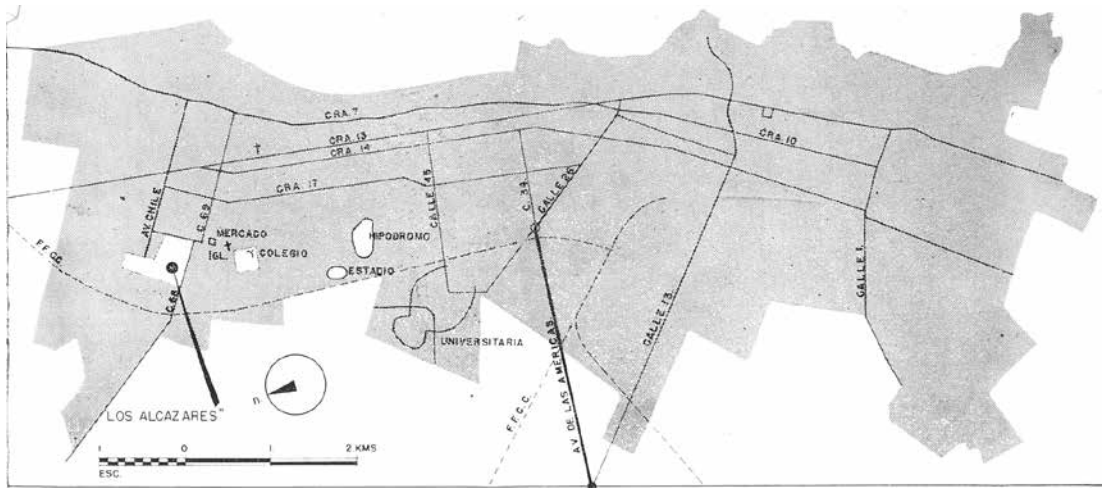 CRA. 7
CRA. 13
CRA. 14
CRA. 10
CRA. 17
CALLE 45
C. 34
CALLE 26
AV. CHILE
C. 69
MERCADO
IGL.
COLEGIO
HIPODROMO
ESTADIO
F.F.C.C.
C. 68
CALLE 1
CALLE 13
UNIVERSITARIA
AV. DE LAS AMERICAS
F.F.C.C.
n
"LOS ALCAZARES"
1 0 1 2 KMS
ESC.